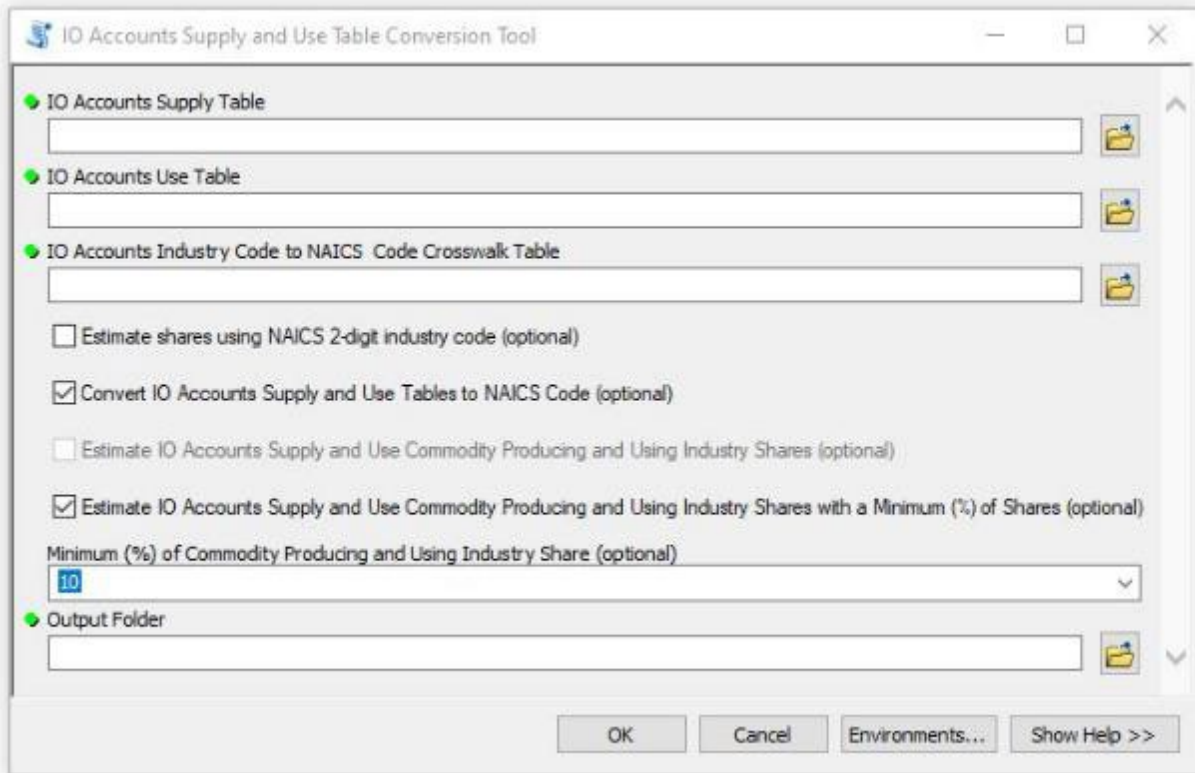 IO Accounts Supply and Use Table Conversion Tool
IO Accounts Supply Table
IO Accounts Use Table
IO Accounts Industry Code to NAICS Code Crosswalk Table
Estimate shares using NAICS 2-digit industry code (optional)
Convert IO Accounts Supply and Use Tables to NAICS Code (optional)
Estimate IO Accounts Supply and Use Commodity Producing and Using Industry Shares (optional)
Estimate IO Accounts Supply and Use Commodity Producing and Using Industry Shares with a Minimum (%) of Shares (optional)
Minimum (%) of Commodity Producing and Using Industry Share (optional)
10
Output Folder
OK Cancel Environments... Show Help >>